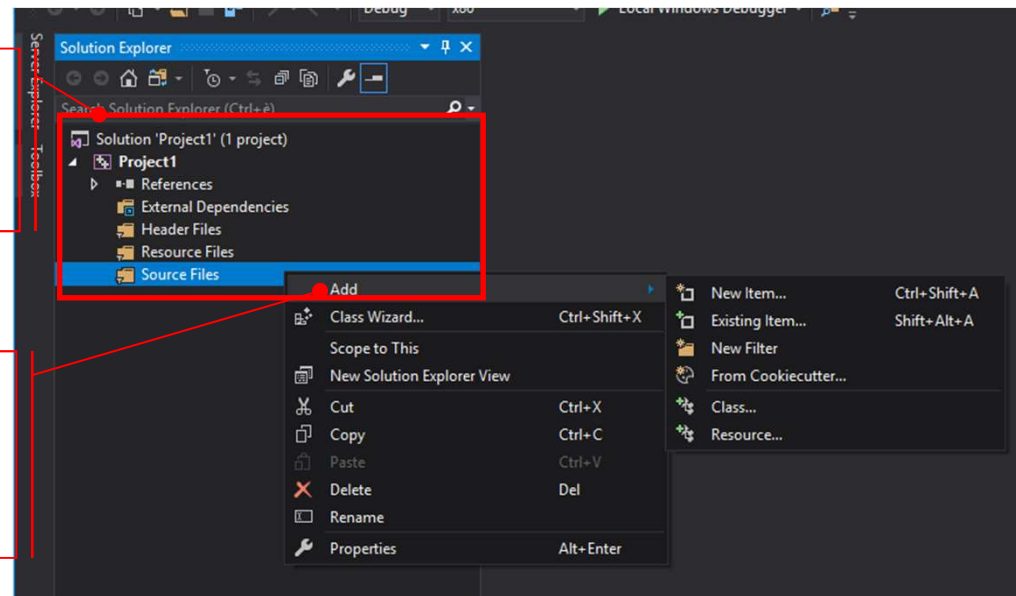 Debug x86 Local Windows Debugger
Server Explorer
Toolbox
Solution Explorer
Search Solution Explorer (Ctrl+è)
Solution 'Project1' (1 project)
Project1
References
External Dependencies
Header Files
Resource Files
Source Files
Add
Class Wizard... Ctrl+Shift+X
Scope to This
New Solution Explorer View
Cut Ctrl+X
Copy Ctrl+C
Paste Ctrl+V
Delete Del
Rename
Properties Alt+Enter
New Item... Ctrl+Shift+A
Existing Item... Shift+Alt+A
New Filter
From Cookiecutter...
Class...
Resource...